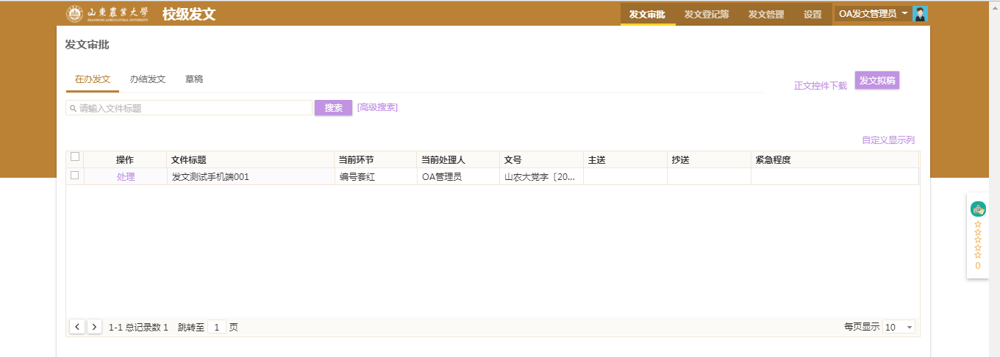 山東農業大學 校级发文 发文审批 发文登记簿 发文管理 设置 OA发文管理员
SHANDONG AGRICULTURAL UNIVERSITY
发文审批
在办发文 办结发文 草稿 正文控件下载 发文拟稿
请输入文件标题 搜索 [高级搜索]
自定义显示列
操作 文件标题 当前环节 当前处理人 文号 主送 抄送 紧急程度
处理 发文测试手机端001 编号套红 OA管理员 山农大党字〔20...
0
1-1 总记录数 1 跳转至 1 页 每页显示 10